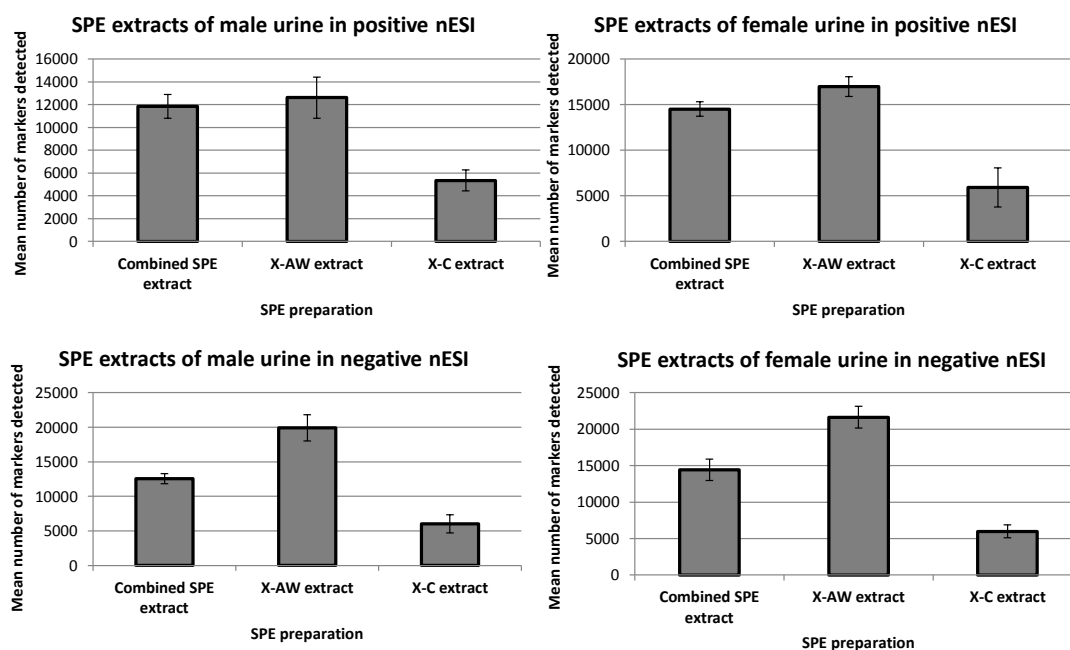 SPE extracts of male urine in positive nESI
Mean number of markers detected
16000
14000
12000
10000
8000
6000
4000
2000
0
Combined SPE
extract
X-AW extract
X-C extract
SPE preparation
SPE extracts of female urine in positive nESI
Mean number of markers detected
20000
15000
10000
5000
0
Combined SPE
extract
X-AW extract
X-C extract
SPE preparation
SPE extracts of male urine in negative nESI
Mean number of markers detected
25000
20000
15000
10000
5000
0
Combined SPE
extract
X-AW extract
X-C extract
SPE preparation
SPE extracts of female urine in negative nESI
Mean number of markers detected
25000
20000
15000
10000
5000
0
Combined SPE
extract
X-AW extract
X-C extract
SPE preparation